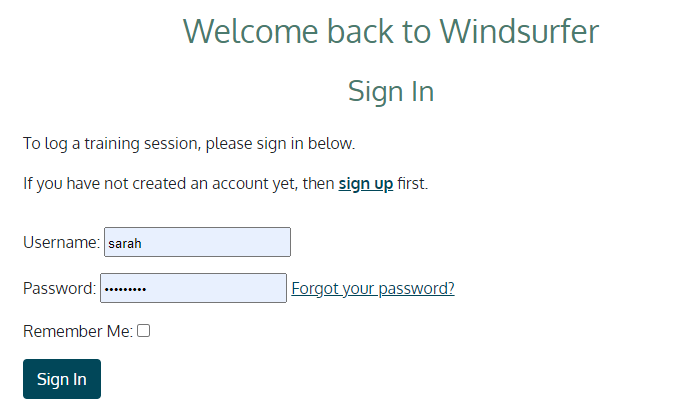 Welcome back to Windsurfer
Sign In
To log a training session, please sign in below.
If you have not created an account yet, then sign up first.
Username: sarah
Password: ••••••••• Forgot your password?
Remember Me:
Sign In